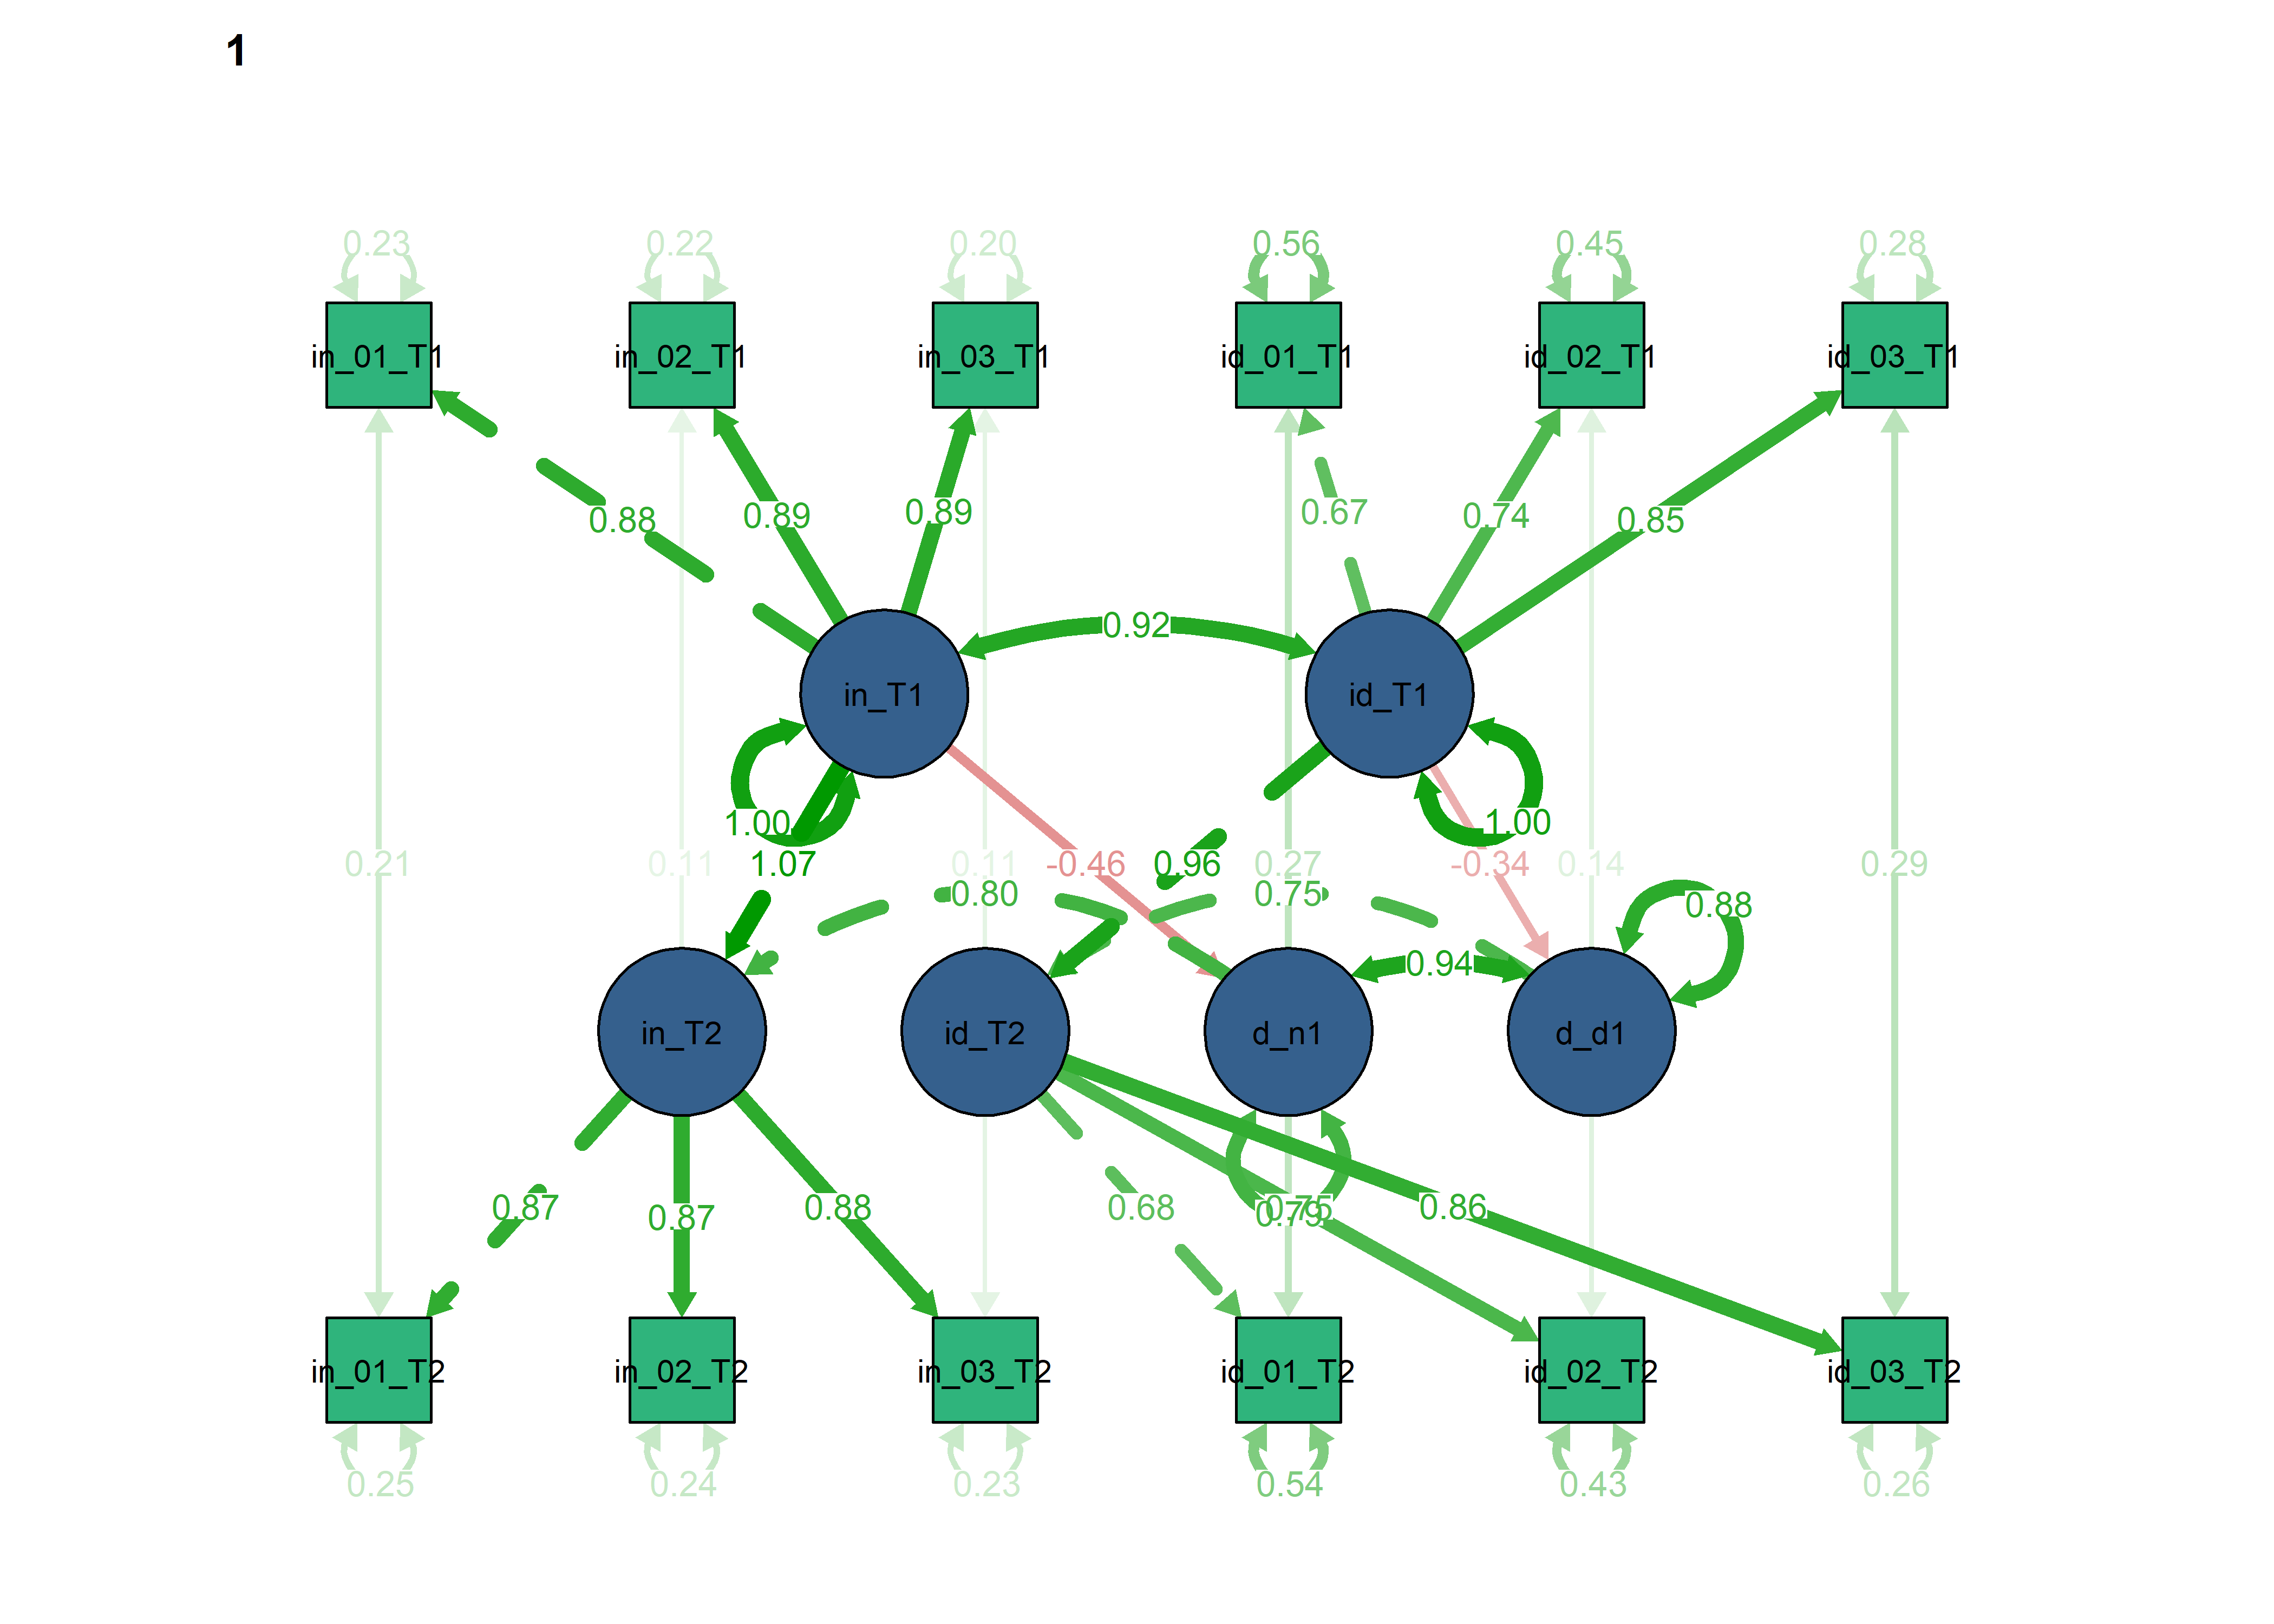 1
0.23 0.22 0.20 0.56 0.45 0.28
in_01_T1 in_02_T1 in_03_T1 id_01_T1 id_02_T1 id_03_T1
0.88 0.89 0.89 0.67 0.74 0.85
0.92
in_T1 id_T1
1.00 1.00
0.21 0.11 1.07 0.11 -0.46 0.96 0.27 -0.34 0.14 0.29
0.80 0.75 0.88
0.94
in_T2 id_T2 d_n1 d_d1
0.87 0.87 0.88 0.68 0.75 0.79 0.86
in_01_T2 in_02_T2 in_03_T2 id_01_T2 id_02_T2 id_03_T2
0.25 0.24 0.23 0.54 0.43 0.26